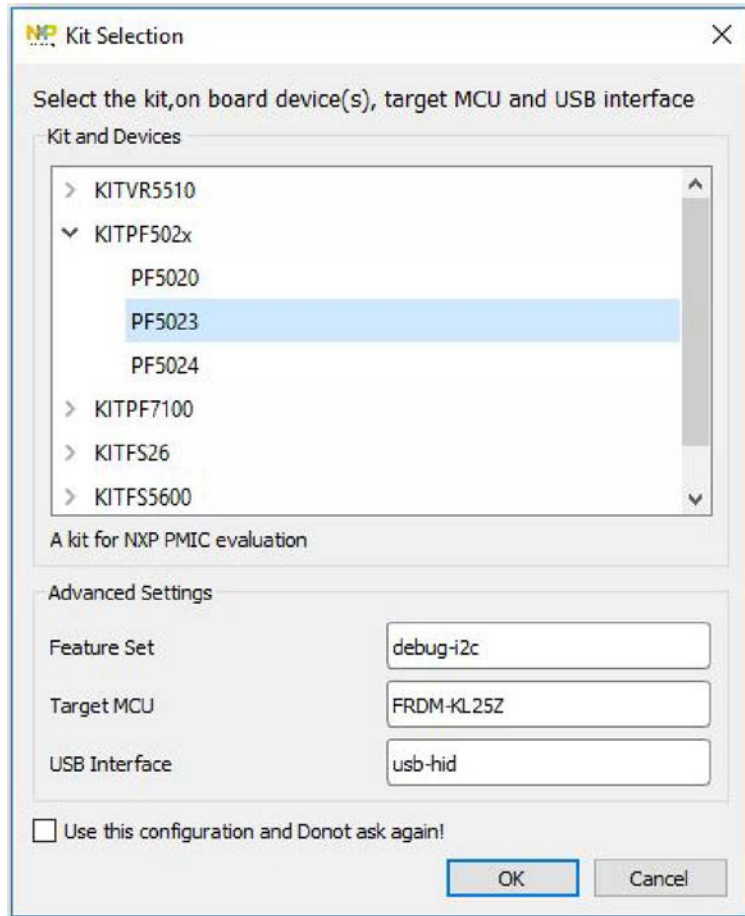 NXP Kit Selection
Select the kit,on board device(s), target MCU and USB interface
Kit and Devices
KITVR5510
KITPF502x
PF5020
PF5023
PF5024
KITPF7100
KITFS26
KITFS5600
A kit for NXP PMIC evaluation
Advanced Settings
Feature Set debug-i2c
Target MCU FRDM-KL25Z
USB Interface usb-hid
Use this configuration and Donot ask again!
OK Cancel